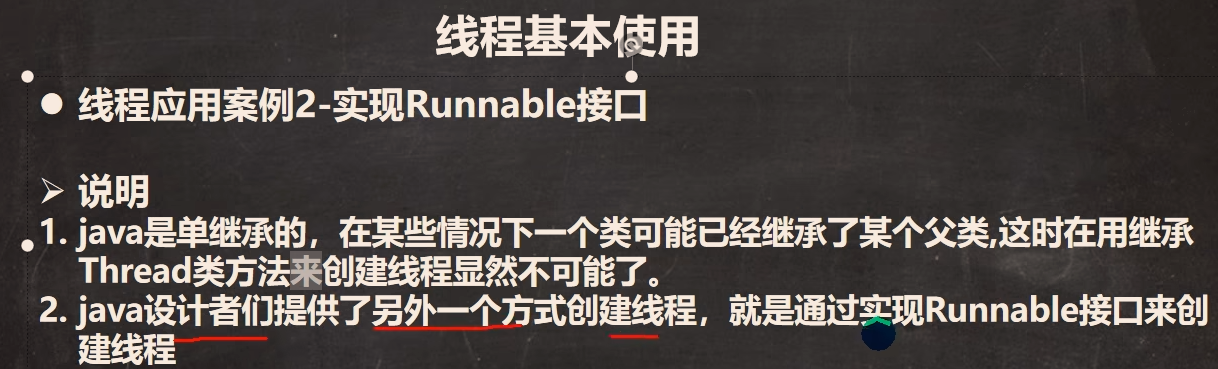 线程基本使用
● 线程应用案例2-实现Runnable接口
➢ 说明
1. java是单继承的，在某些情况下一个类可能已经继承了某个父类,这时在用继承
Thread类方法来创建线程显然不可能了。
2. java设计者们提供了另外一个方式创建线程，就是通过实现Runnable接口来创
建线程